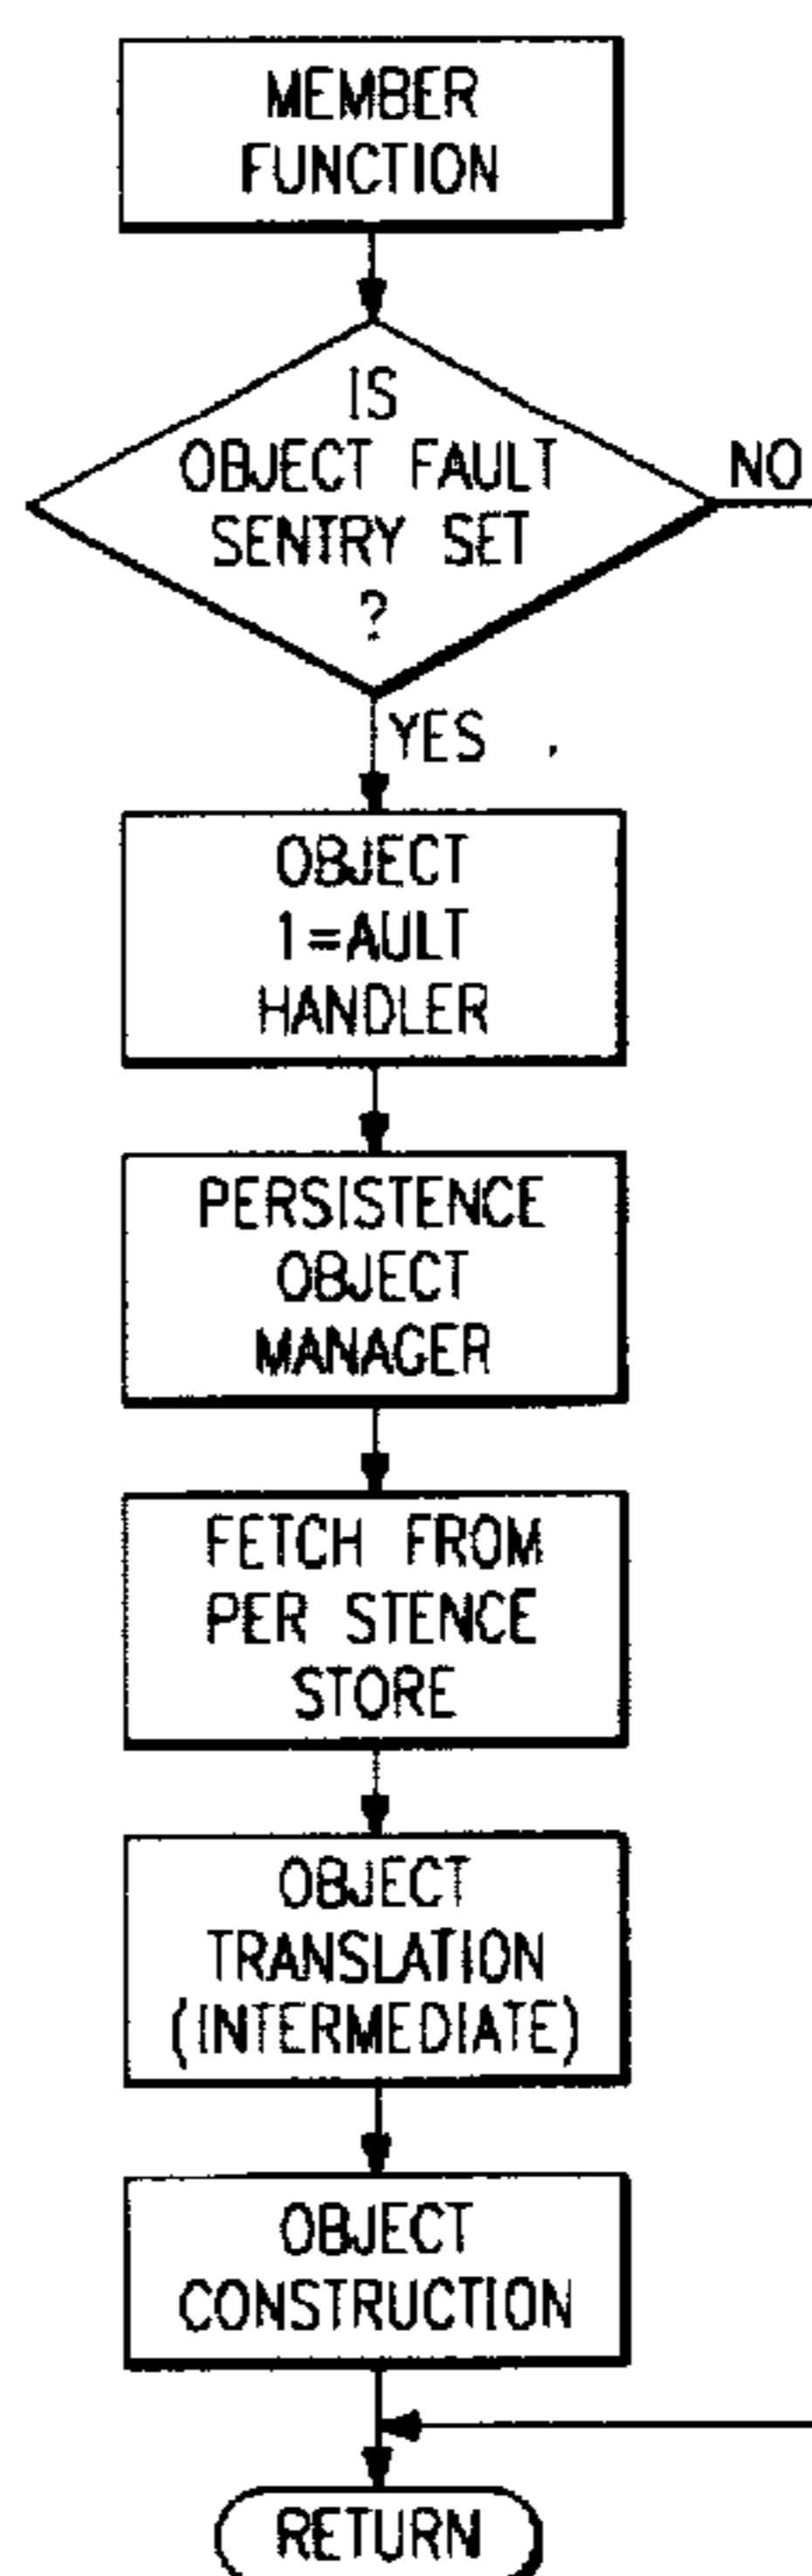 MEMBER
FUNCTION
IS
OBJECT FAULT
SENTRY SET
?
NO
YES
OBJECT
1=AULT
HANDLER
PERSISTENCE
OBJECT
MANAGER
FETCH FROM
PER STENCE
STORE
OBJECT
TRANSLATION
(INTERMEDIATE)
OBJECT
CONSTRUCTION
RETURN